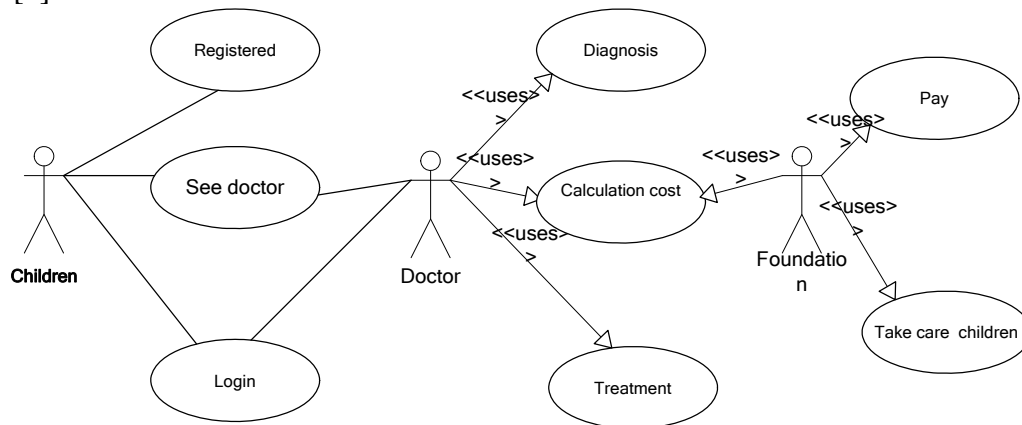 Registered
Diagnosis
<<uses>
>
Pay
<<uses>
>
<<uses>
>
See doctor
Calculation cost
<<uses>
>
Children
Doctor
<<uses>
>
Foundatio
n
<<uses>
>
Take care children
Login
Treatment